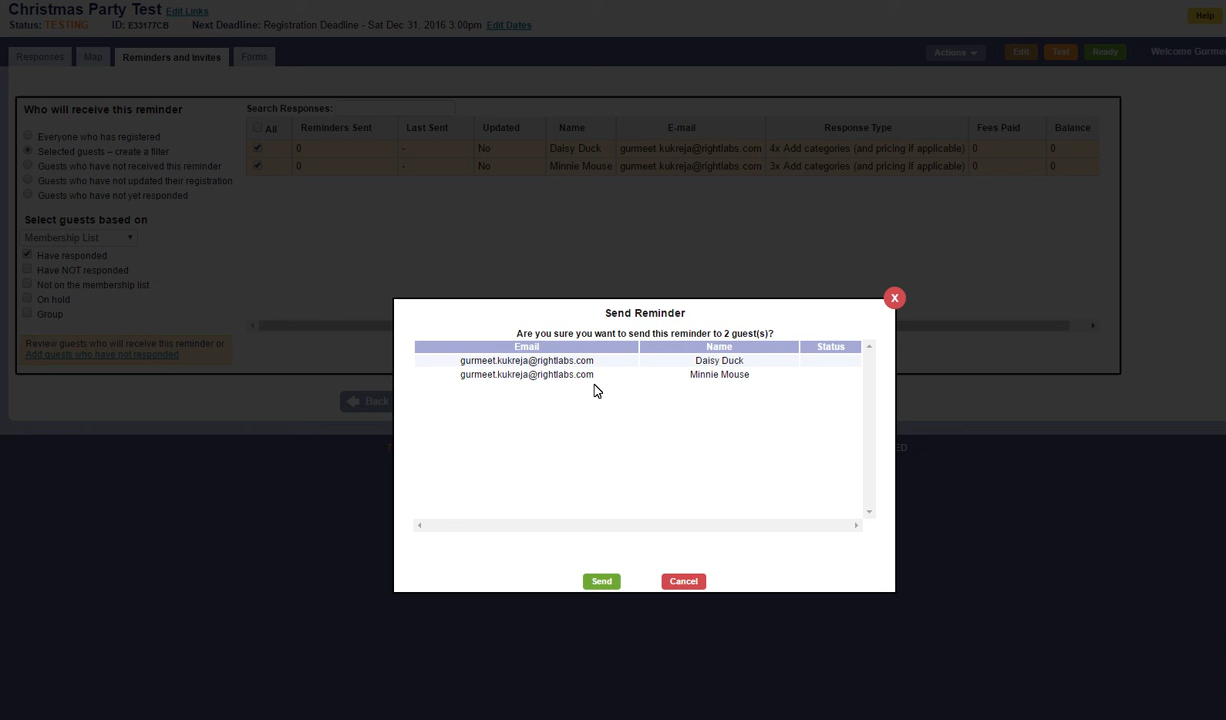 Christmas Party Test Edit Links
Status: TESTING ID: E33177CB Next Deadline: Registration Deadline - Sat Dec 31, 2016 3.00pm Edit Dates
Help
Responses Map Reminders and Invites Forms Actions Edit Test Ready Welcome Gurme
Who will receive this reminder
Everyone who has registered
Selected guests – create a filter
Guests who have not received this reminder
Guests who have not updated their registration
Guests who have not yet responded
Select guests based on
Membership List
Have responded
Have NOT responded
Not on the membership list
On hold
Group
Review guests who will receive this reminder or
Add guests who have not responded
Search Responses:
All Reminders Sent Last Sent Updated Name E-mail Response Type Fees Paid Balance
0 - No Daisy Duck gurmeet.kukreja@rightlabs.com 4x Add categories (and pricing if applicable) 0 0
0 - No Minnie Mouse gurmeet.kukreja@rightlabs.com 3x Add categories (and pricing if applicable) 0 0
Back
X
Send Reminder
Are you sure you want to send this reminder to 2 guest(s)?
Email Name Status
gurmeet.kukreja@rightlabs.com Daisy Duck
gurmeet.kukreja@rightlabs.com Minnie Mouse
Send Cancel